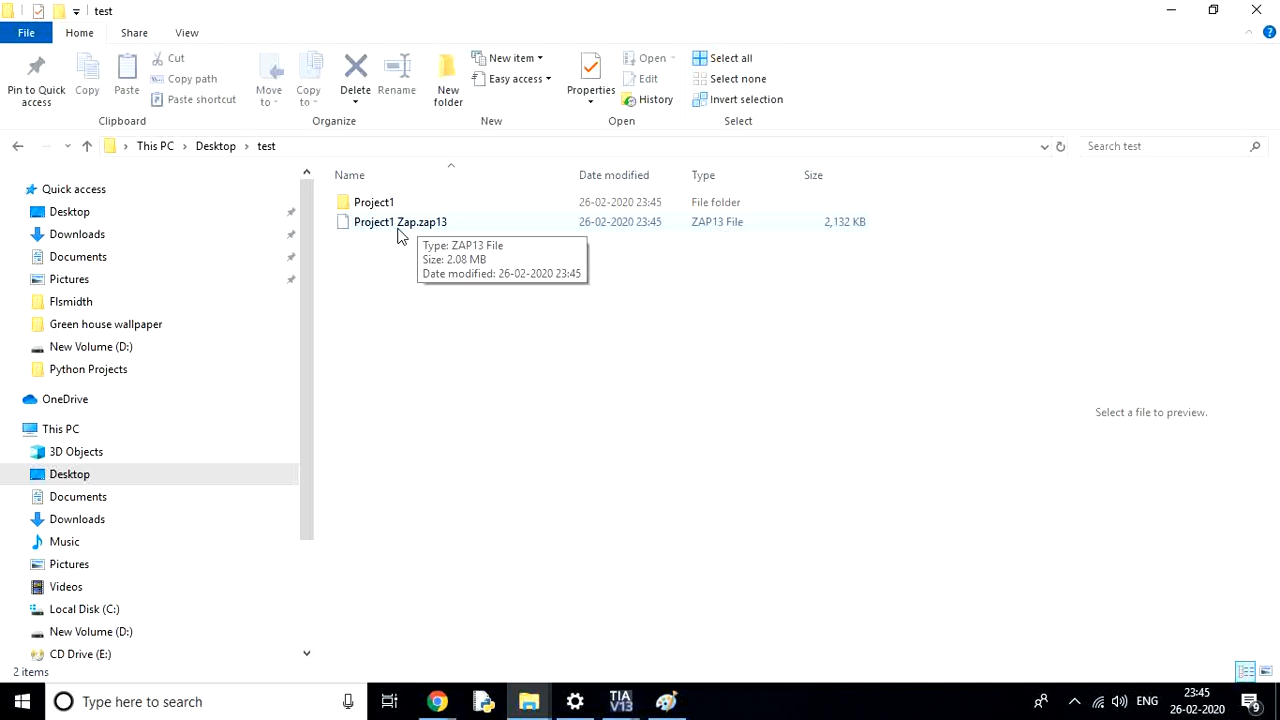 test
File Home Share View
Pin to Quick access
Copy
Paste
Cut
Copy path
Paste shortcut
Clipboard
Move to
Copy to
Delete
Rename
Organize
New folder
New item
Easy access
New
Properties
Open
Edit
History
Open
Select all
Select none
Invert selection
Select
This PC > Desktop > test
Search test
Name Date modified Type Size
Project1 26-02-2020 23:45 File folder
Project1 Zap.zap13 26-02-2020 23:45 ZAP13 File 2,132 KB
Type: ZAP13 File
Size: 2.08 MB
Date modified: 26-02-2020 23:45
Select a file to preview.
Quick access
Desktop
Downloads
Documents
Pictures
Flsmidth
Green house wallpaper
New Volume (D:)
Python Projects
OneDrive
This PC
3D Objects
Desktop
Documents
Downloads
Music
Pictures
Videos
Local Disk (C:)
New Volume (D:)
CD Drive (E:)
2 items
Type here to search
TIA V13
ENG
23:45
26-02-2020
9